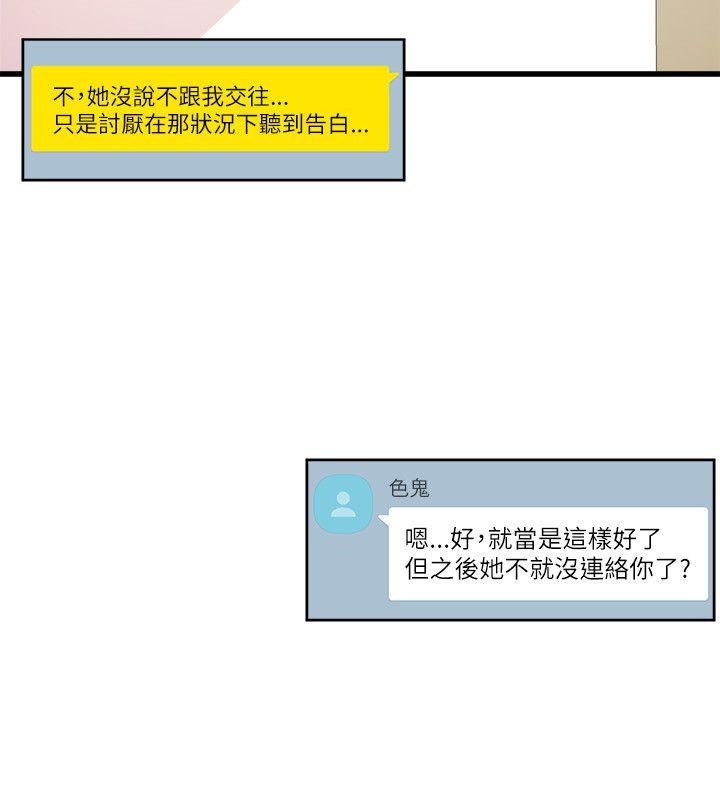 不，她沒說不跟我交往...
只是討厭在那狀況下聽到告白...
色鬼
嗯...好，就當是這樣好了
但之後她不就沒連絡你了?